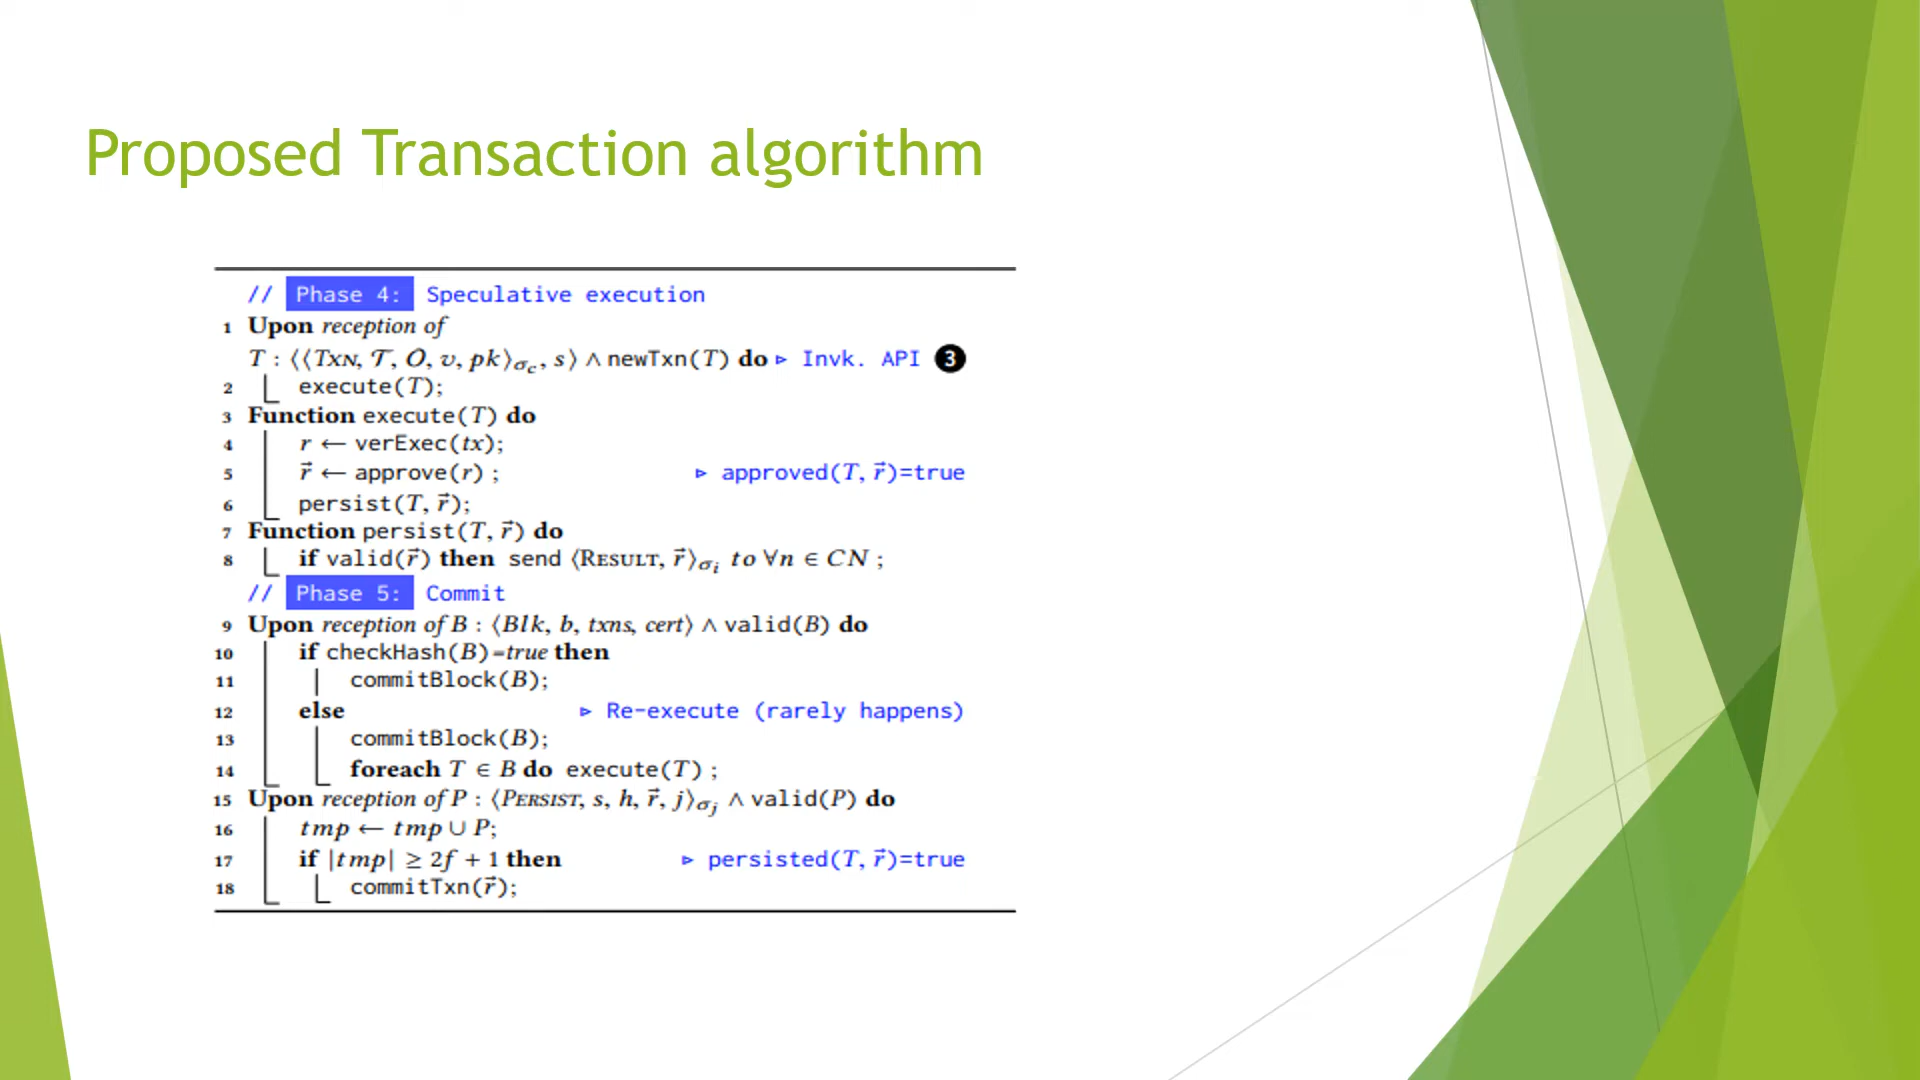 Proposed Transaction algorithm
// Phase 4: Speculative execution
1 Upon reception of
T : ⟨⟨TXN, 𝒯, O, v, pk⟩σc, s⟩ ∧ newTxn(T) do ▹ Invk. API ❸
2 execute(T);
3 Function execute(T) do
4 r ← verExec(tx);
5 r⃗ ← approve(r) ; ▹ approved(T, r⃗)=true
6 persist(T, r⃗);
7 Function persist(T, r⃗) do
8 if valid(r⃗) then send ⟨RESULT, r⃗⟩σi to ∀n ∈ CN ;
// Phase 5: Commit
9 Upon reception of B : ⟨Blk, b, txns, cert⟩ ∧ valid(B) do
10 if checkHash(B)=true then
11 commitBlock(B);
12 else ▹ Re-execute (rarely happens)
13 commitBlock(B);
14 foreach T ∈ B do execute(T) ;
15 Upon reception of P : ⟨PERSIST, s, h, r⃗, j⟩σj ∧ valid(P) do
16 tmp ← tmp ∪ P;
17 if |tmp| ≥ 2f + 1 then ▹ persisted(T, r⃗)=true
18 commitTxn(r⃗);